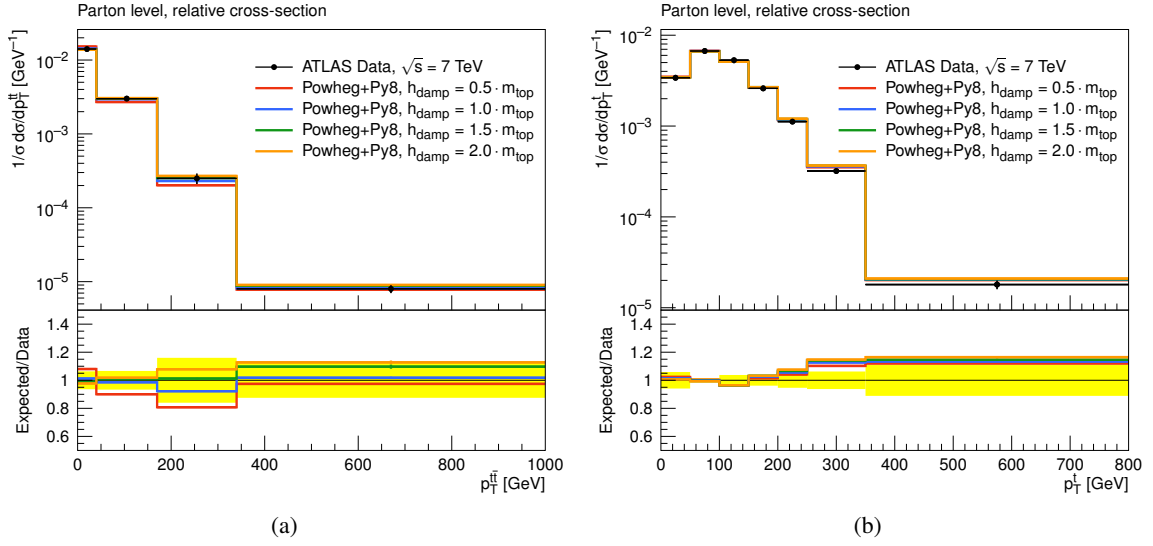 Parton level, relative cross-section
1/σ dσ/dp_T^{tt̄} [GeV⁻¹]
10⁻²
10⁻³
10⁻⁴
10⁻⁵
ATLAS Data, √s = 7 TeV
Powheg+Py8, h_damp = 0.5 · m_top
Powheg+Py8, h_damp = 1.0 · m_top
Powheg+Py8, h_damp = 1.5 · m_top
Powheg+Py8, h_damp = 2.0 · m_top
Expected/Data
1.4
1.2
1
0.8
0.6
0 200 400 600 800 1000
p_T^{tt̄} [GeV]
(a)
Parton level, relative cross-section
1/σ dσ/dp_T^t [GeV⁻¹]
10⁻²
10⁻³
10⁻⁴
10⁻⁵
ATLAS Data, √s = 7 TeV
Powheg+Py8, h_damp = 0.5 · m_top
Powheg+Py8, h_damp = 1.0 · m_top
Powheg+Py8, h_damp = 1.5 · m_top
Powheg+Py8, h_damp = 2.0 · m_top
Expected/Data
1.4
1.2
1
0.8
0.6
0 100 200 300 400 500 600 700 800
p_T^t [GeV]
(b)